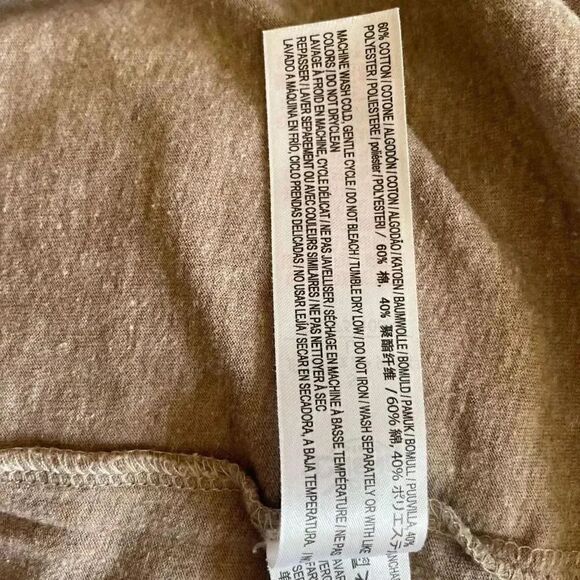 60% COTTON / COTONE / ALGODÓN / COTON / ALGODÃO / KATOEN / BAUMWOLLE / BOMULD / PAMUK / BOMULL / PUUVILLA, 40%
POLYESTER / POLIESTERE / poliéster / POLYESTERI / 60% 棉, 40% 聚酯纤维 / 60% 綿, 40% ポリエステ
MACHINE WASH COLD, GENTLE CYCLE / DO NOT BLEACH / TUMBLE DRY LOW / DO NOT IRON / WASH SEPARATELY OR WITH LIKE
COLORS / DO NOT DRYCLEAN
LAVAGE À FROID EN MACHINE, CYCLE DÉLICAT / NE PAS JAVELLISER / SÉCHAGE EN MACHINE À BASSE TEMPÉRATURE / NE PAS
REPASSER / LAVER SEPAREMENT OU AVEC COULEURS SIMILAIRES / NE PAS NETTOYER À SEC
LAVADO A MÁQUINA EN FRIO, CICLO PRENDAS DELICADAS / NO USAR LEJÍA / SECAR EN SECADORA, A BAJA TEMPERATURA,